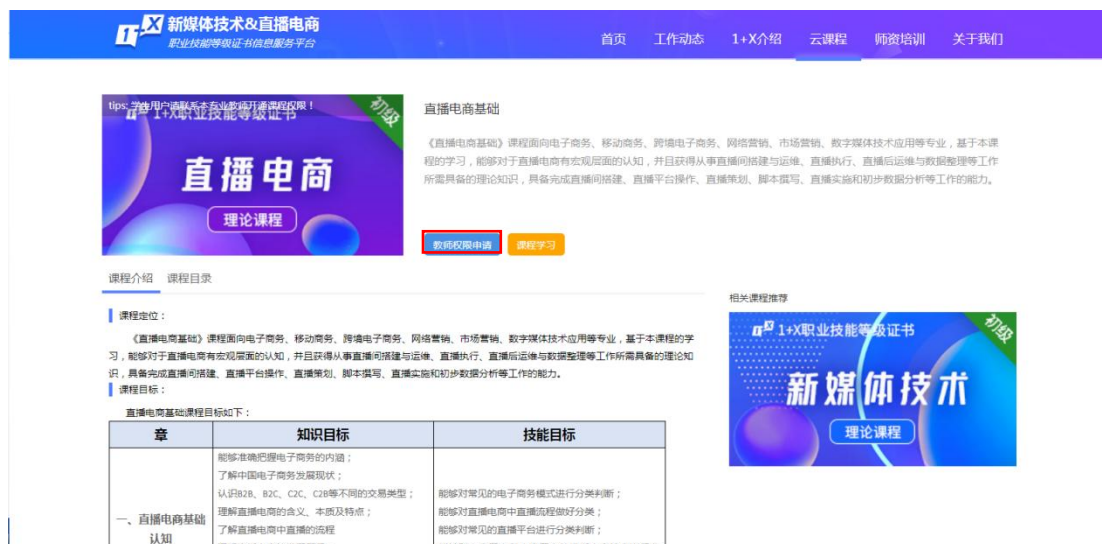 1+X 新媒体技术&直播电商
职业技能等级证书信息服务平台
首页 工作动态 1+X介绍 云课程 师资培训 关于我们
tips: 学生用户请联系本专业教师开通课程权限！
1+X职业技能等级证书
初级
直播电商
理论课程
直播电商基础
《直播电商基础》课程面向电子商务、移动商务、跨境电子商务、网络营销、市场营销、数字媒体技术应用等专业，基于本课
程的学习，能够对于直播电商有宏观层面的认知，并且获得从事直播间搭建与运维、直播执行、直播后运维与数据整理等工作
所需具备的理论知识，具备完成直播间搭建、直播平台操作、直播策划、脚本撰写、直播实施和初步数据分析等工作的能力。
教师权限申请 课程学习
课程介绍 课程目录
课程定位：
《直播电商基础》课程面向电子商务、移动商务、跨境电子商务、网络营销、市场营销、数字媒体技术应用等专业，基于本课程的学
习，能够对于直播电商有宏观层面的认知，并且获得从事直播间搭建与运维、直播执行、直播后运维与数据整理等工作所需具备的理论知
识，具备完成直播间搭建、直播平台操作、直播策划、脚本撰写、直播实施和初步数据分析等工作的能力。
课程目标：
直播电商基础课程目标如下：
章 知识目标 技能目标
一、直播电商基础
认知
能够准确把握电子商务的内涵；
了解中国电子商务发展现状；
认识B2B、B2C、C2C、C2B等不同的交易类型；
理解直播电商的含义、本质及特点；
了解直播电商中直播的流程
能够对常见的电子商务模式进行分类判断；
能够对直播电商中直播流程做好分类；
能够对常见的直播平台进行分类判断；
相关课程推荐
1+X职业技能等级证书
初级
新媒体技术
理论课程